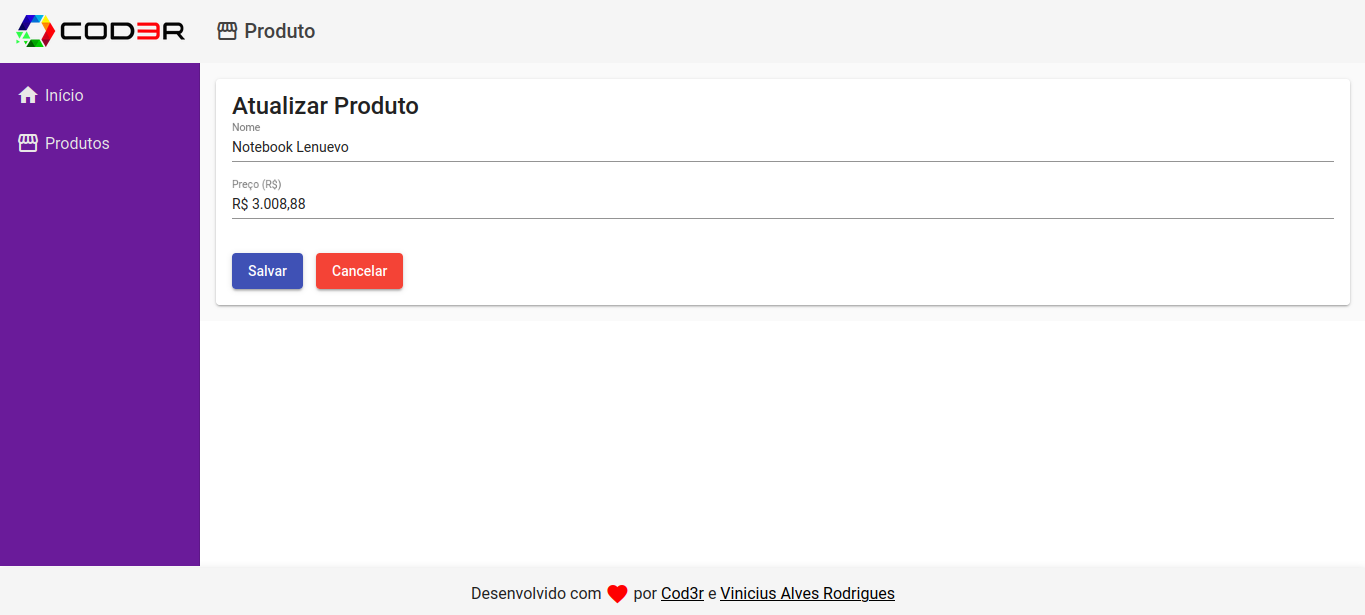 COD3R
Produto
Início
Produtos
Atualizar Produto
Nome
Notebook Lenuevo
Preço (R$)
R$ 3.008,88
Salvar Cancelar
Desenvolvido com por Cod3r e Vinicius Alves Rodrigues